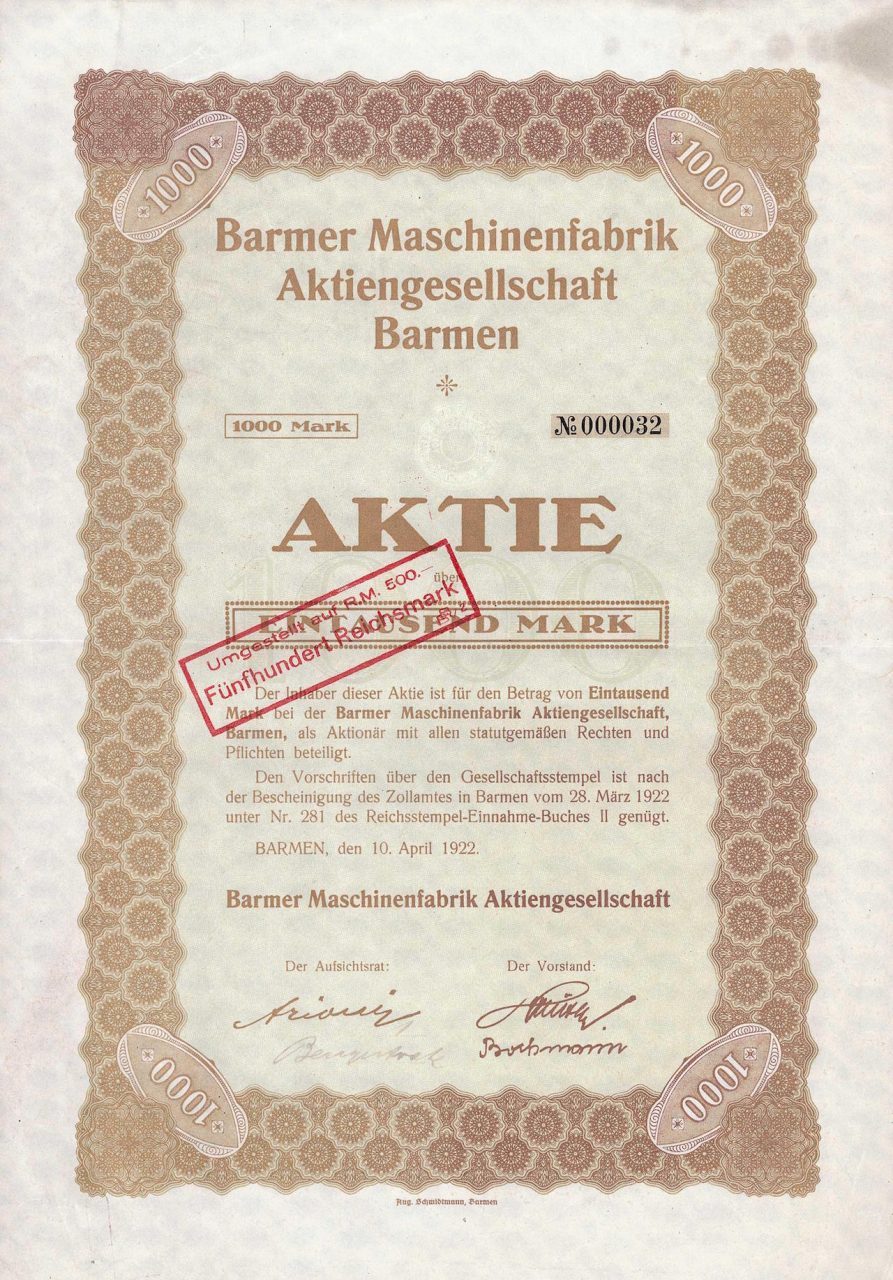 1000
1000
Barmer Maschinenfabrik
Aktiengesellschaft
Barmen
1000 Mark
№ 000032
AKTIE
über
EINTAUSEND MARK
Umgestellt auf R.M. 500.—
Fünfhundert Reichsmark
Der Inhaber dieser Aktie ist für den Betrag von Eintausend
Mark bei der Barmer Maschinenfabrik Aktiengesellschaft,
Barmen, als Aktionär mit allen statutgemäßen Rechten und
Pflichten beteiligt.
Den Vorschriften über den Gesellschaftsstempel ist nach
der Bescheinigung des Zollamtes in Barmen vom 28. März 1922
unter Nr. 281 des Reichsstempel-Einnahme-Buches II genügt.
BARMEN, den 10. April 1922.
Barmer Maschinenfabrik Aktiengesellschaft
Der Aufsichtsrat:
Der Vorstand:
Bochmann
1000
1000
Aug. Schmidtmann, Barmen